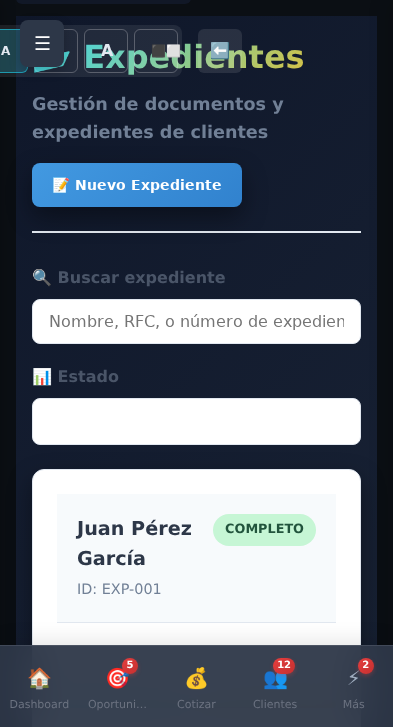 A
☰
A
📂 Expedientes
⬅️
Gestión de documentos y
expedientes de clientes
📝 Nuevo Expediente
🔍 Buscar expediente
Nombre, RFC, o número de expedien
📊 Estado
Juan Pérez
García
COMPLETO
ID: EXP-001
🏠 🎯 5 💰 👥 12 ⚡ 2
Dashboard Oportuni... Cotizar Clientes Más